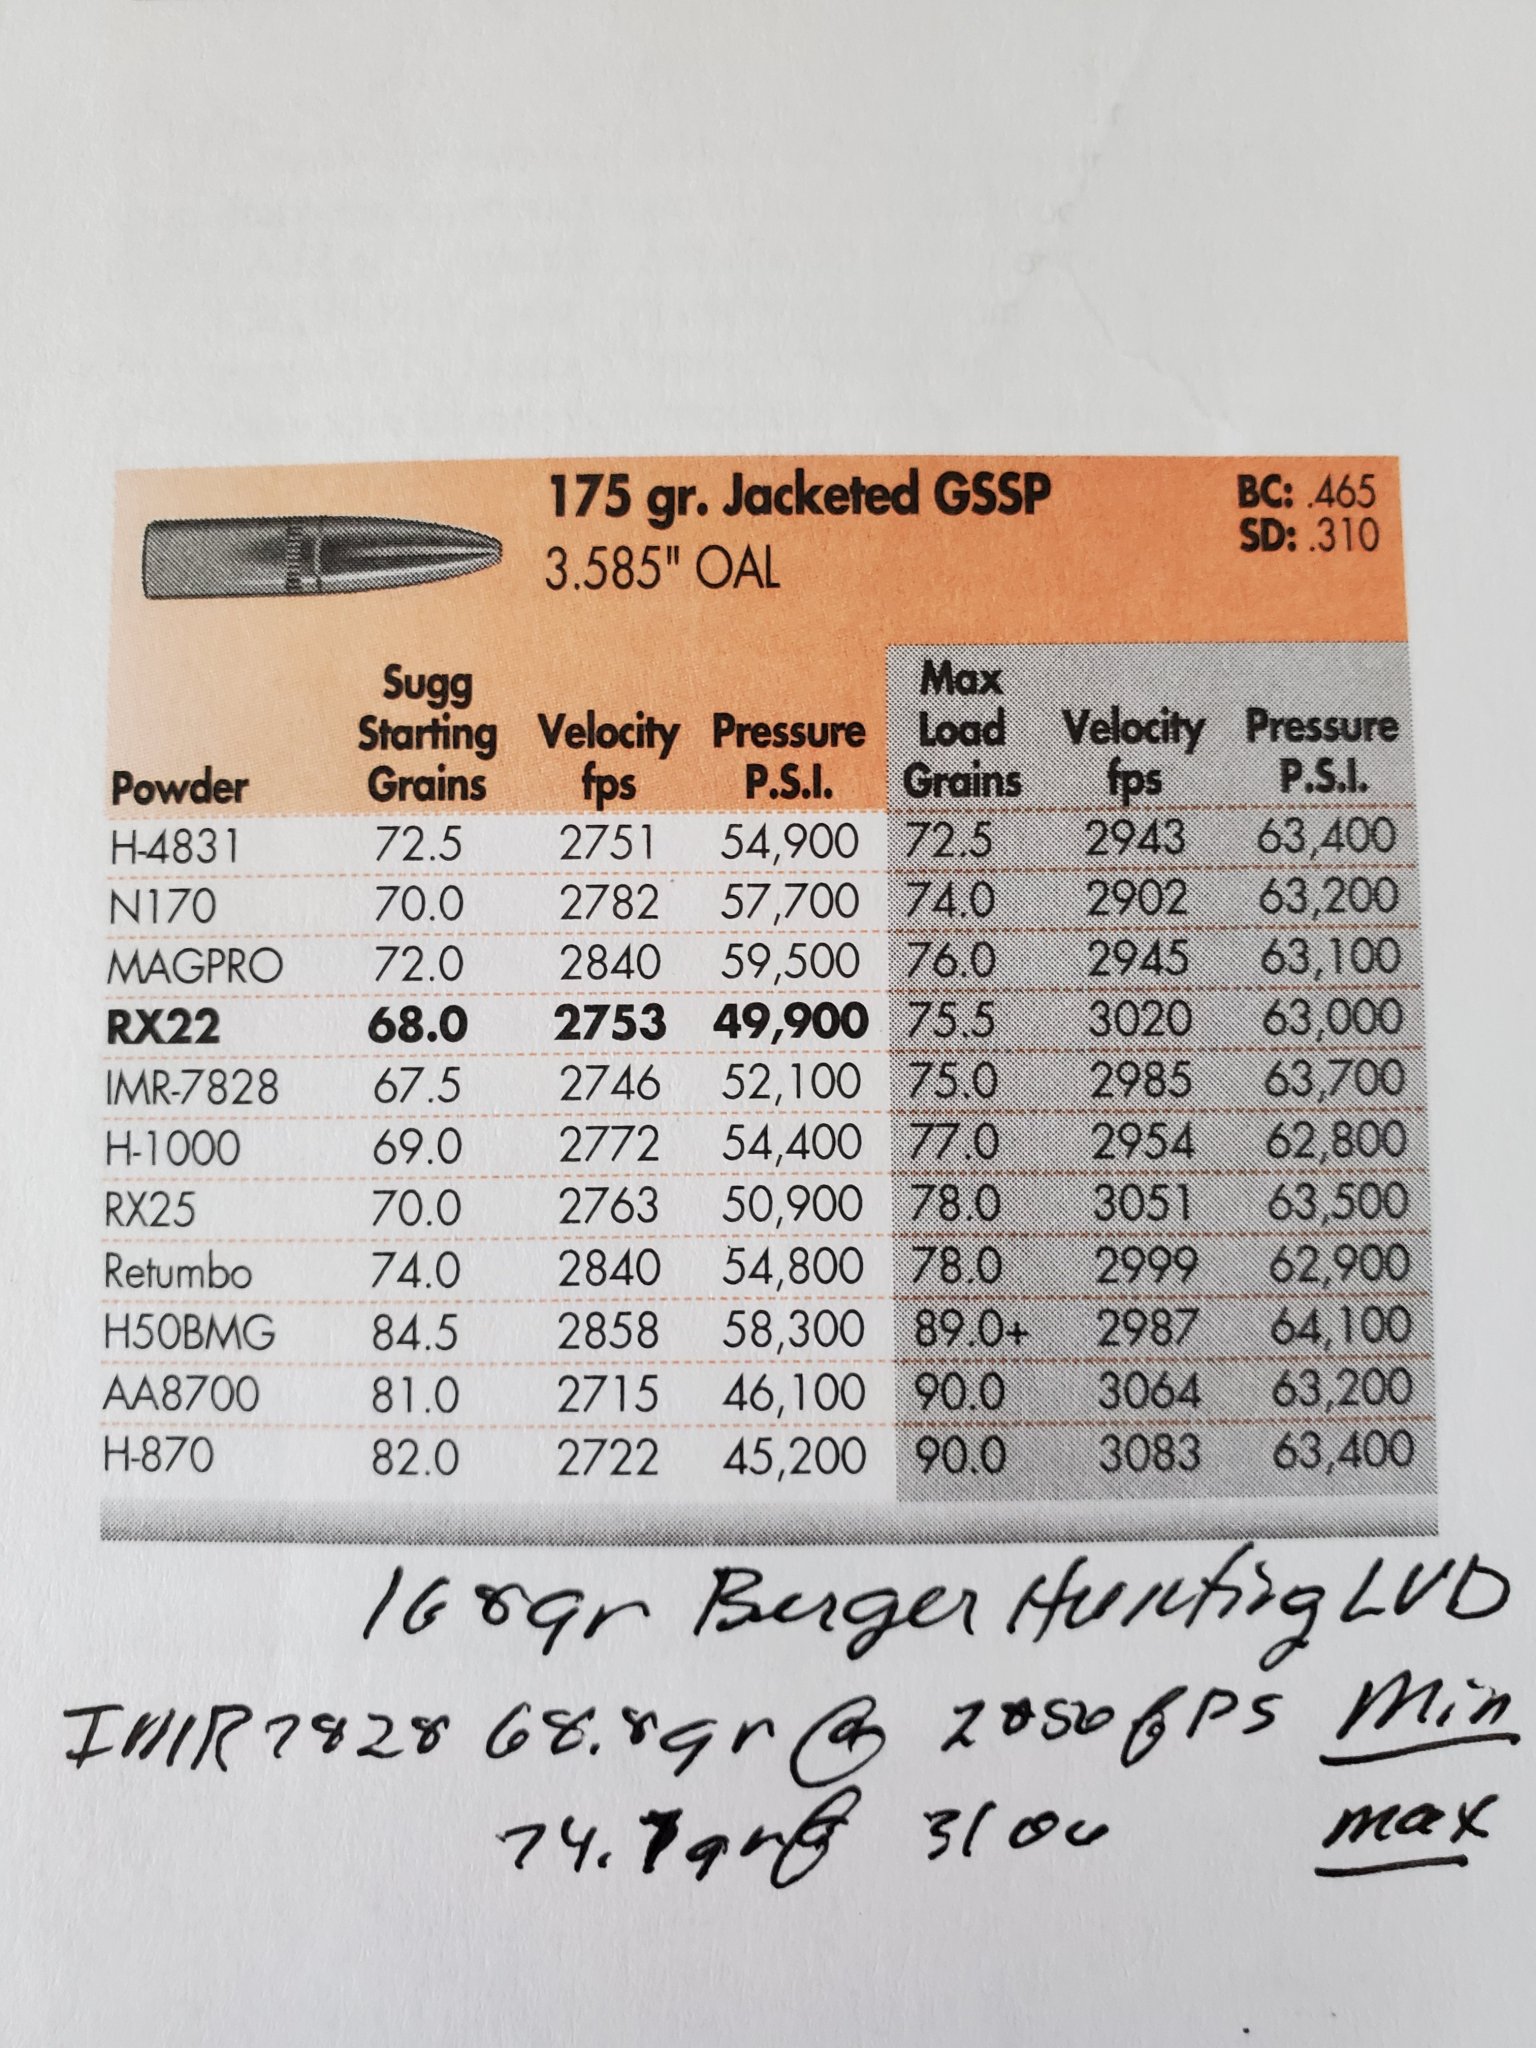 175 gr. Jacketed GSSP BC: .465
3.585" OAL SD: .310
Powder Sugg Starting Grains Velocity fps Pressure P.S.I. Max Load Grains Velocity fps Pressure P.S.I.
H-4831 72.5 2751 54,900 72.5 2943 63,400
N170 70.0 2782 57,700 74.0 2902 63,200
MAGPRO 72.0 2840 59,500 76.0 2945 63,100
RX22 68.0 2753 49,900 75.5 3020 63,000
IMR-7828 67.5 2746 52,100 75.0 2985 63,700
H-1000 69.0 2772 54,400 77.0 2954 62,800
RX25 70.0 2763 50,900 78.0 3051 63,500
Retumbo 74.0 2840 54,800 78.0 2999 62,900
H50BMG 84.5 2858 58,300 89.0+ 2987 64,100
AA8700 81.0 2715 46,100 90.0 3064 63,200
H-870 82.0 2722 45,200 90.0 3083 63,400
168gr Berger Hunting LVD
IMR7828 68.8gr @ fps Min
gr @ max